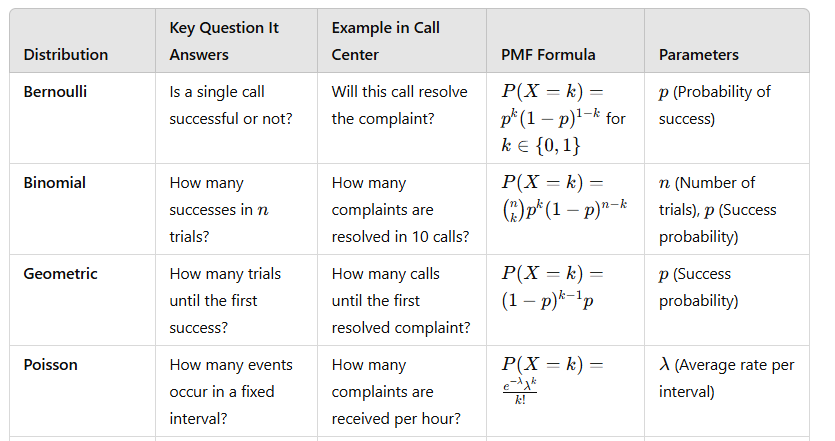 Distribution | Key Question It Answers | Example in Call Center | PMF Formula | Parameters
Bernoulli | Is a single call successful or not? | Will this call resolve the complaint? | P(X = k) = p^k(1 − p)^{1−k} for k ∈ {0, 1} | p (Probability of success)
Binomial | How many successes in n trials? | How many complaints are resolved in 10 calls? | P(X = k) = \binom{n}{k}p^k(1 − p)^{n−k} | n (Number of trials), p (Success probability)
Geometric | How many trials until the first success? | How many calls until the first resolved complaint? | P(X = k) = (1 − p)^{k−1}p | p (Success probability)
Poisson | How many events occur in a fixed interval? | How many complaints are received per hour? | P(X = k) = \frac{e^{−λ}λ^k}{k!} | λ (Average rate per interval)